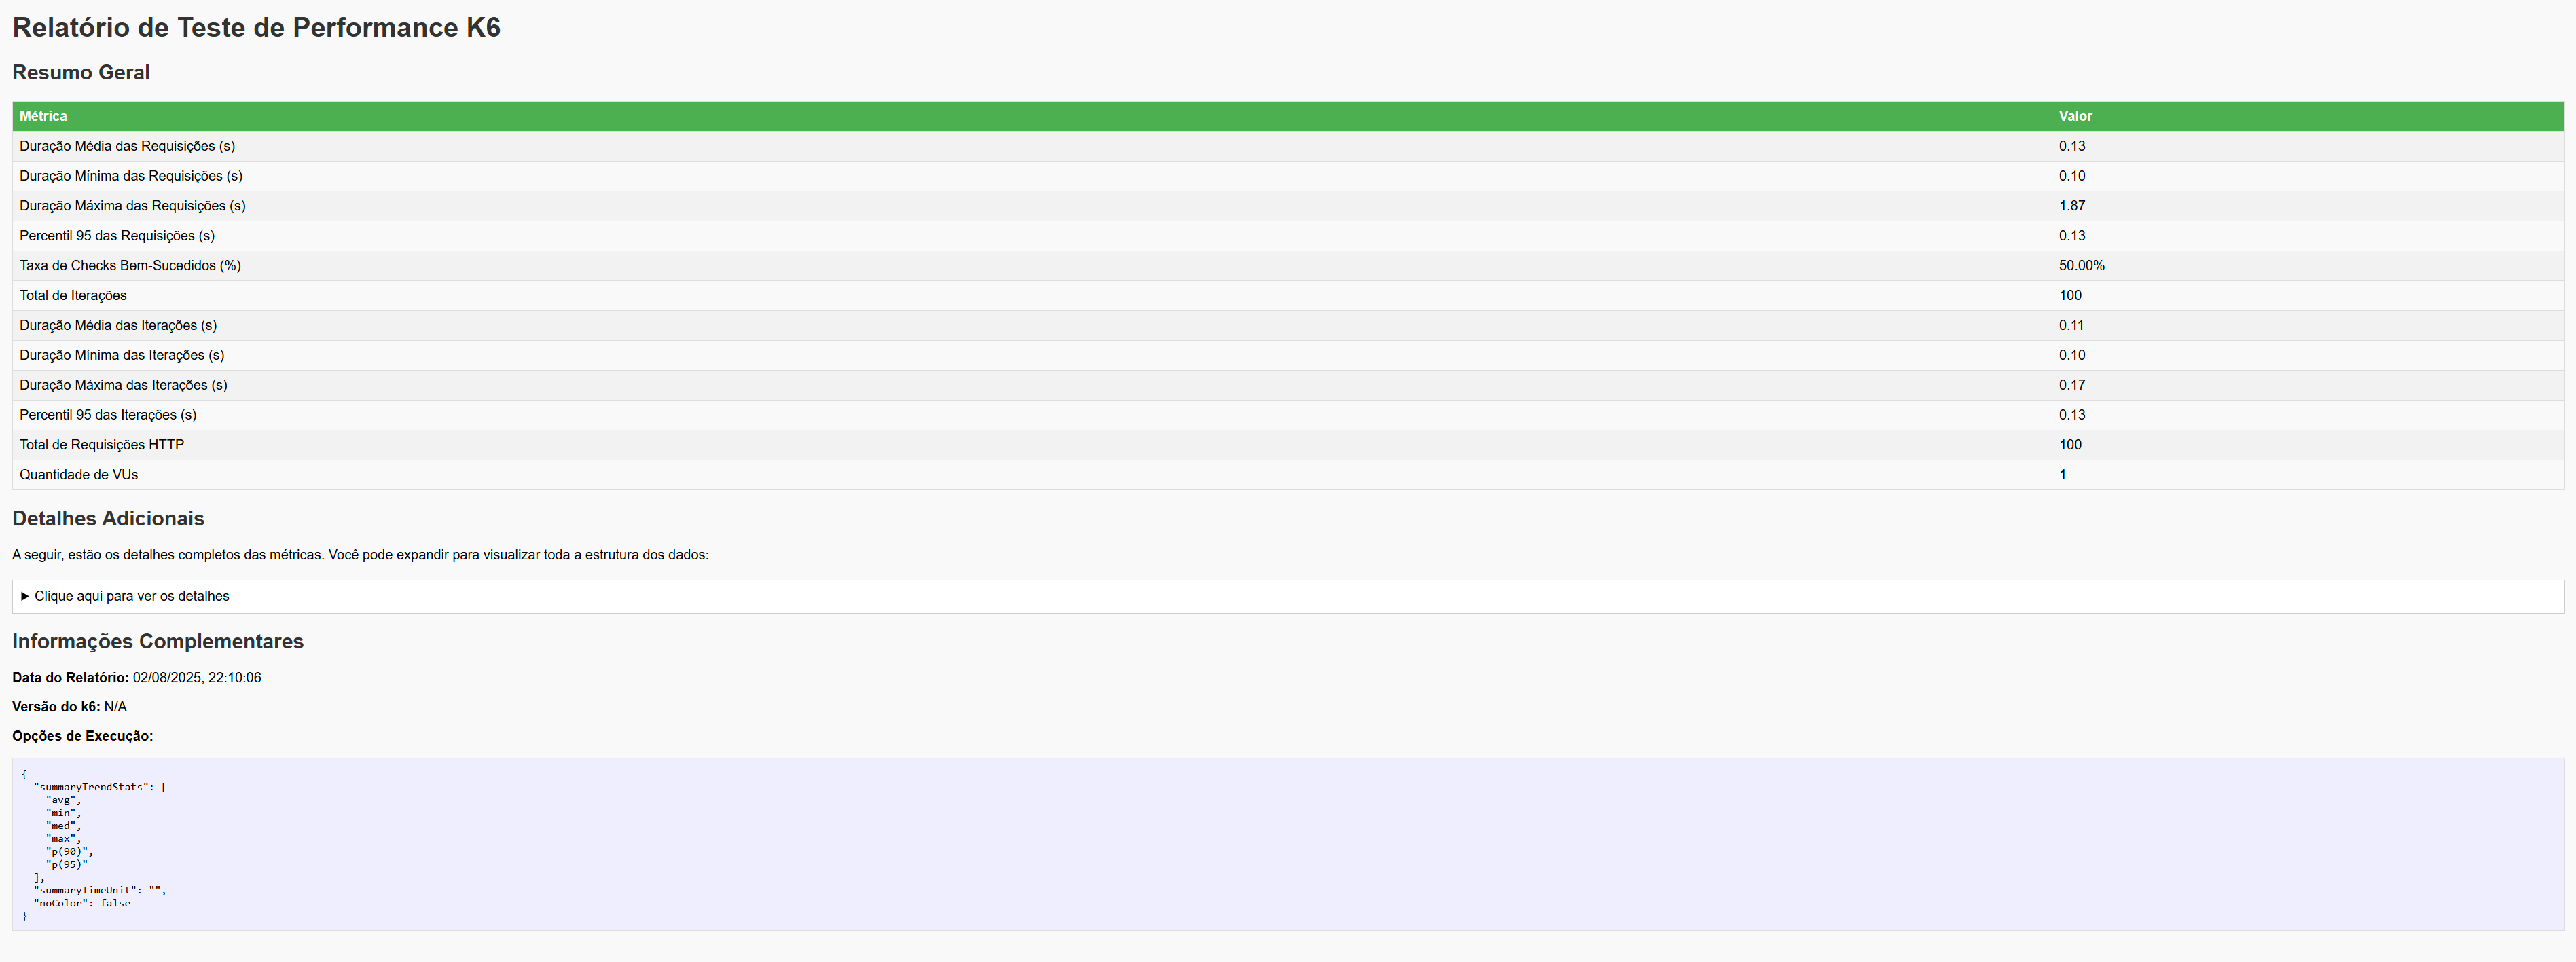 Relatório de Teste de Performance K6
Resumo Geral
Métrica Valor
Duração Média das Requisições (s) 0.13
Duração Mínima das Requisições (s) 0.10
Duração Máxima das Requisições (s) 1.87
Percentil 95 das Requisições (s) 0.13
Taxa de Checks Bem-Sucedidos (%) 50.00%
Total de Iterações 100
Duração Média das Iterações (s) 0.11
Duração Mínima das Iterações (s) 0.10
Duração Máxima das Iterações (s) 0.17
Percentil 95 das Iterações (s) 0.13
Total de Requisições HTTP 100
Quantidade de VUs 1
Detalhes Adicionais
A seguir, estão os detalhes completos das métricas. Você pode expandir para visualizar toda a estrutura dos dados:
▶ Clique aqui para ver os detalhes
Informações Complementares
Data do Relatório: 02/08/2025, 22:10:06
Versão do k6: N/A
Opções de Execução:
{
  "summaryTrendStats": [
    "avg",
    "min",
    "med",
    "max",
    "p(90)",
    "p(95)"
  ],
  "summaryTimeUnit": "",
  "noColor": false
}